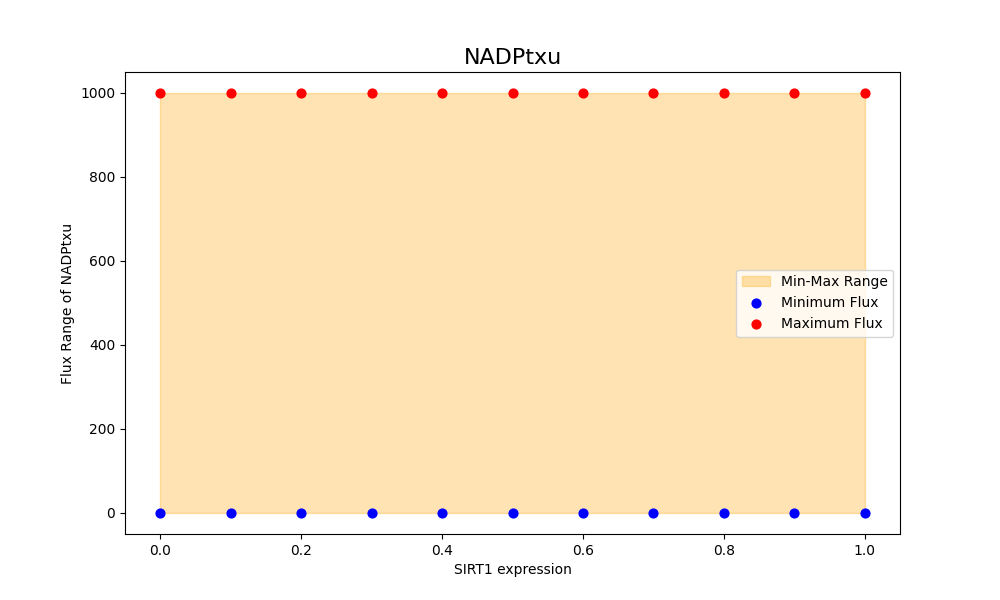 NADPtxu
1000
800
600
400
200
0
Flux Range of NADPtxu
Min-Max Range
Minimum Flux
Maximum Flux
0.0 0.2 0.4 0.6 0.8 1.0
SIRT1 expression